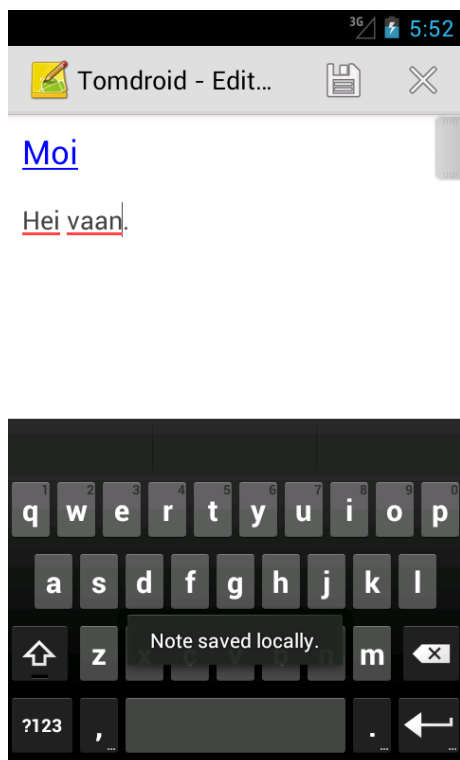 3G 5:52
Tomdroid - Edit...
Moi
Hei vaan.
1 2 3 4 5 6 7 8 9 0
q w e r t y u i o p
a s d f g h j k l
z x c v b n m
Note saved locally.
?123 , .